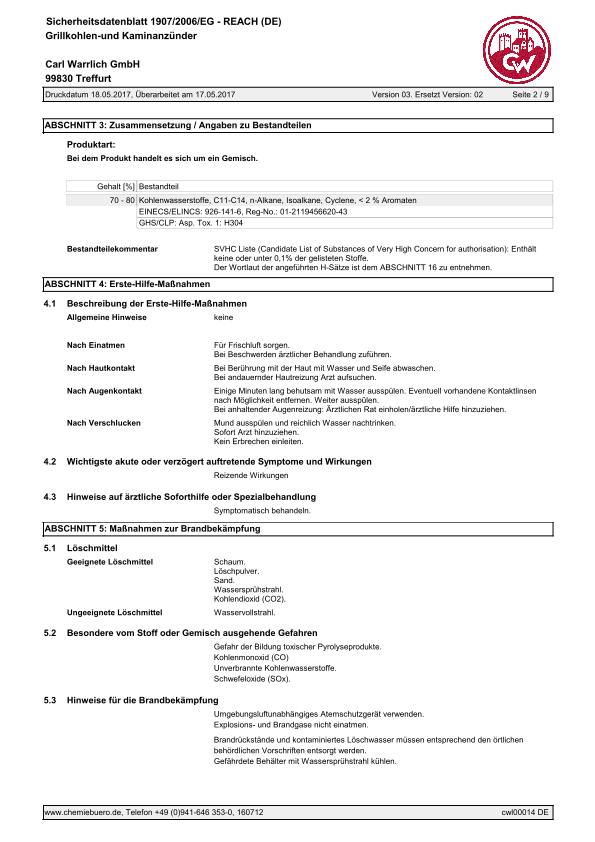 Sicherheitsdatenblatt 1907/2006/EG - REACH (DE)
Grillkohlen-und Kaminanzünder
Carl Warrlich GmbH
99830 Treffurt
CW
Druckdatum 18.05.2017, Überarbeitet am 17.05.2017 Version 03. Ersetzt Version: 02 Seite 2 / 9
ABSCHNITT 3: Zusammensetzung / Angaben zu Bestandteilen
Produktart:
Bei dem Produkt handelt es sich um ein Gemisch.
Gehalt [%] Bestandteil
70 - 80 Kohlenwasserstoffe, C11-C14, n-Alkane, Isoalkane, Cyclene, < 2 % Aromaten
EINECS/ELINCS: 926-141-6, Reg-No.: 01-2119456620-43
GHS/CLP: Asp. Tox. 1: H304
Bestandteilekommentar SVHC Liste (Candidate List of Substances of Very High Concern for authorisation): Enthält
keine oder unter 0,1% der gelisteten Stoffe.
Der Wortlaut der angeführten H-Sätze ist dem ABSCHNITT 16 zu entnehmen.
ABSCHNITT 4: Erste-Hilfe-Maßnahmen
4.1 Beschreibung der Erste-Hilfe-Maßnahmen
Allgemeine Hinweise keine
Nach Einatmen Für Frischluft sorgen.
Bei Beschwerden ärztlicher Behandlung zuführen.
Nach Hautkontakt Bei Berührung mit der Haut mit Wasser und Seife abwaschen.
Bei andauernder Hautreizung Arzt aufsuchen.
Nach Augenkontakt Einige Minuten lang behutsam mit Wasser ausspülen. Eventuell vorhandene Kontaktlinsen
nach Möglichkeit entfernen. Weiter ausspülen.
Bei anhaltender Augenreizung: Ärztlichen Rat einholen/ärztliche Hilfe hinzuziehen.
Nach Verschlucken Mund ausspülen und reichlich Wasser nachtrinken.
Sofort Arzt hinzuziehen.
Kein Erbrechen einleiten.
4.2 Wichtigste akute oder verzögert auftretende Symptome und Wirkungen
Reizende Wirkungen
4.3 Hinweise auf ärztliche Soforthilfe oder Spezialbehandlung
Symptomatisch behandeln.
ABSCHNITT 5: Maßnahmen zur Brandbekämpfung
5.1 Löschmittel
Geeignete Löschmittel Schaum.
Löschpulver.
Sand.
Wassersprühstrahl.
Kohlendioxid (CO2).
Ungeeignete Löschmittel Wasservollstrahl.
5.2 Besondere vom Stoff oder Gemisch ausgehende Gefahren
Gefahr der Bildung toxischer Pyrolyseprodukte.
Kohlenmonoxid (CO)
Unverbrannte Kohlenwasserstoffe.
Schwefeloxide (SOx).
5.3 Hinweise für die Brandbekämpfung
Umgebungsluftunabhängiges Atemschutzgerät verwenden.
Explosions- und Brandgase nicht einatmen.
Brandrückstände und kontaminiertes Löschwasser müssen entsprechend den örtlichen
behördlichen Vorschriften entsorgt werden.
Gefährdete Behälter mit Wassersprühstrahl kühlen.
www.chemiebuero.de, Telefon +49 (0)941-646 353-0, 160712 cwl00014 DE